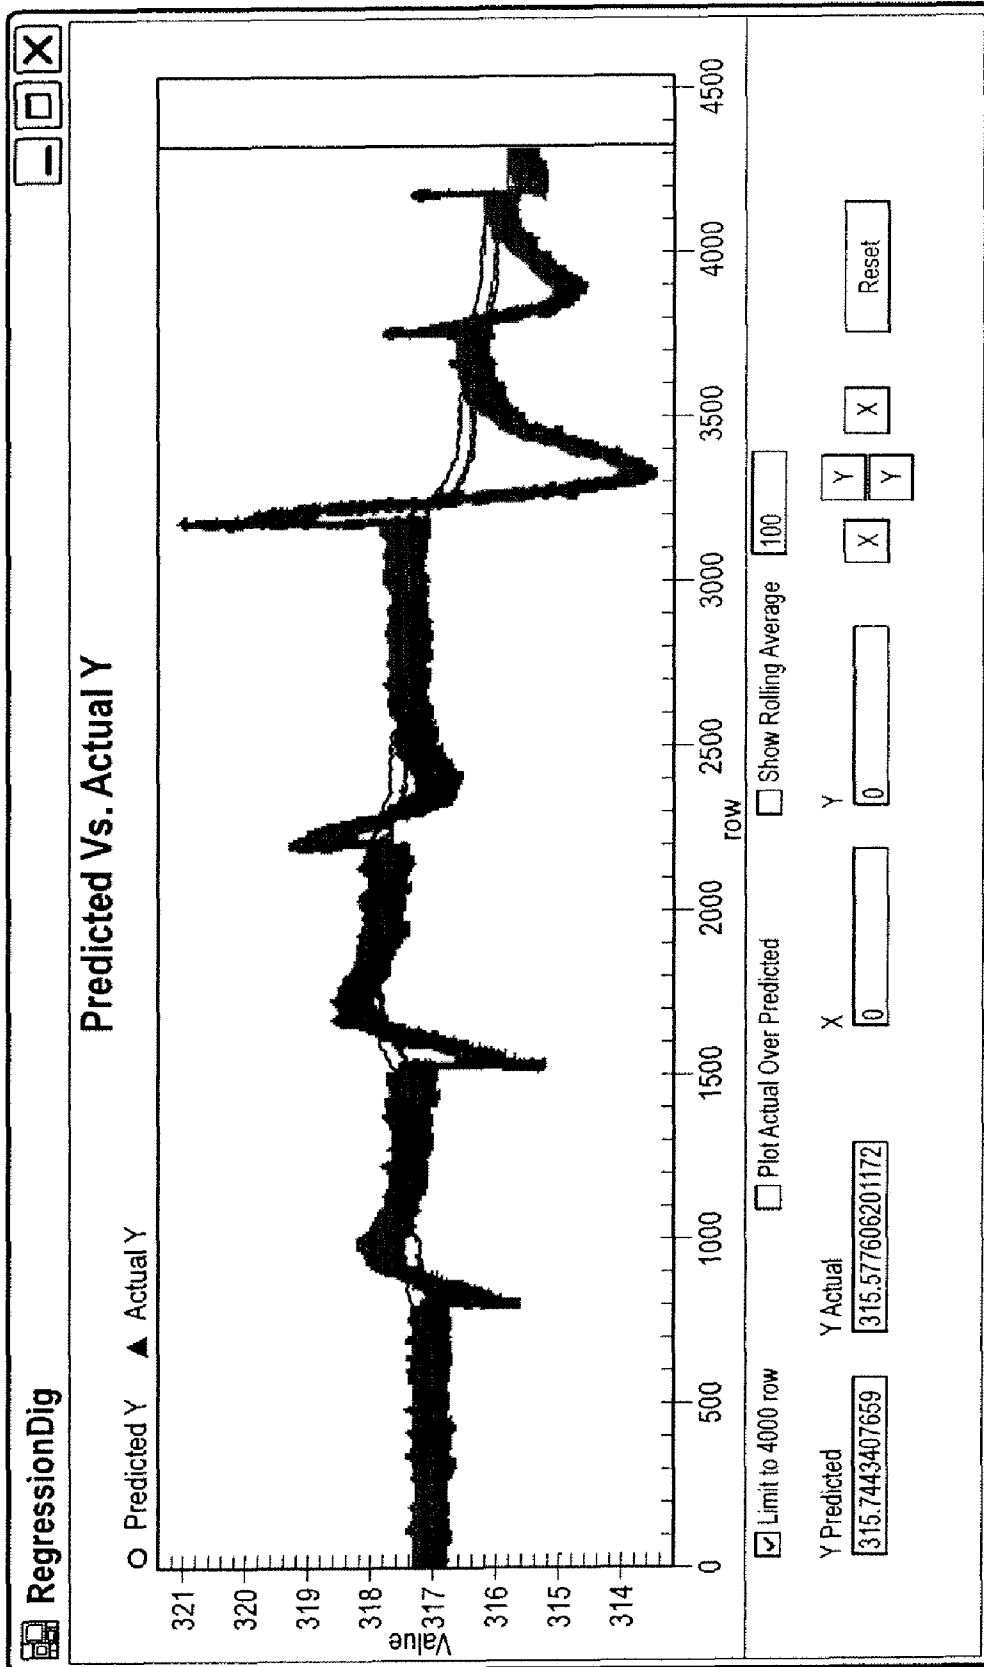 RegressionDig
Predicted Vs. Actual Y
Predicted Y Actual Y
321
320
319
318
317
316
315
314
Value
0 500 1000 1500 2000 2500 3000 3500 4000 4500
row
Limit to 4000 row Plot Actual Over Predicted Show Rolling Average 100
Y Predicted Y Actual X Y
315.7443407659 315.577606201172 0 0 X Y Y X Reset